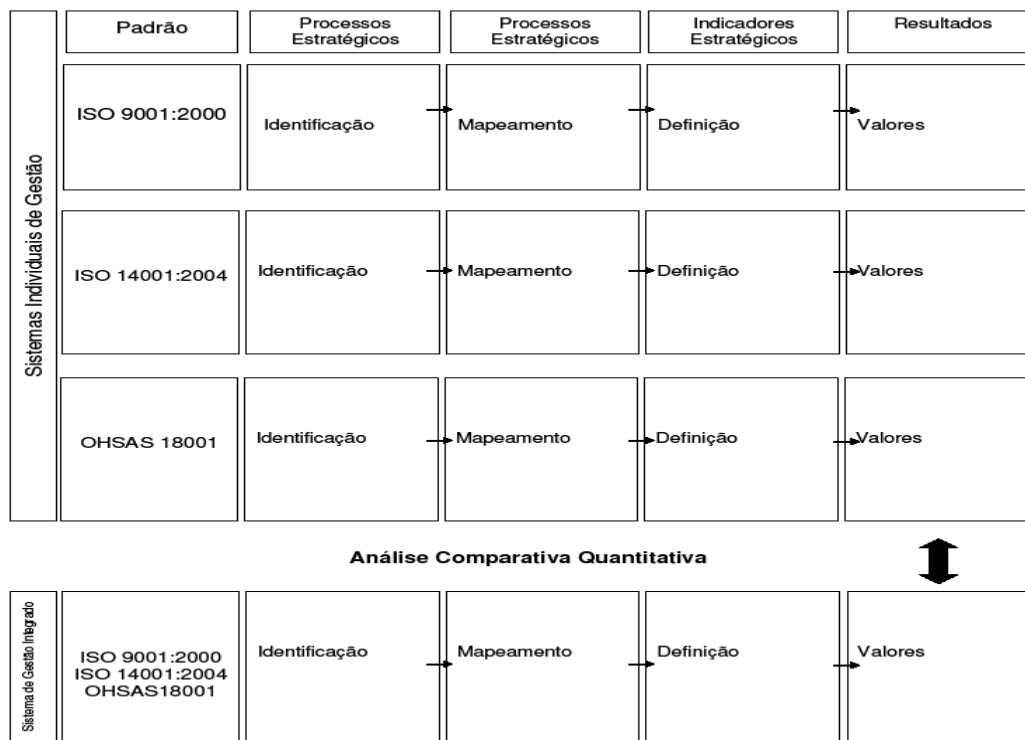 Padrão
Processos
Estratégicos
Processos
Estratégicos
Indicadores
Estratégicos
Resultados
Sistemas Individuais de Gestão
ISO 9001:2000
Identificação
Mapeamento
Definição
Valores
ISO 14001:2004
Identificação
Mapeamento
Definição
Valores
OHSAS 18001
Identificação
Mapeamento
Definição
Valores
Análise Comparativa Quantitativa
Sistema de Gestão Integrado
ISO 9001:2000
ISO 14001:2004
OHSAS18001
Identificação
Mapeamento
Definição
Valores